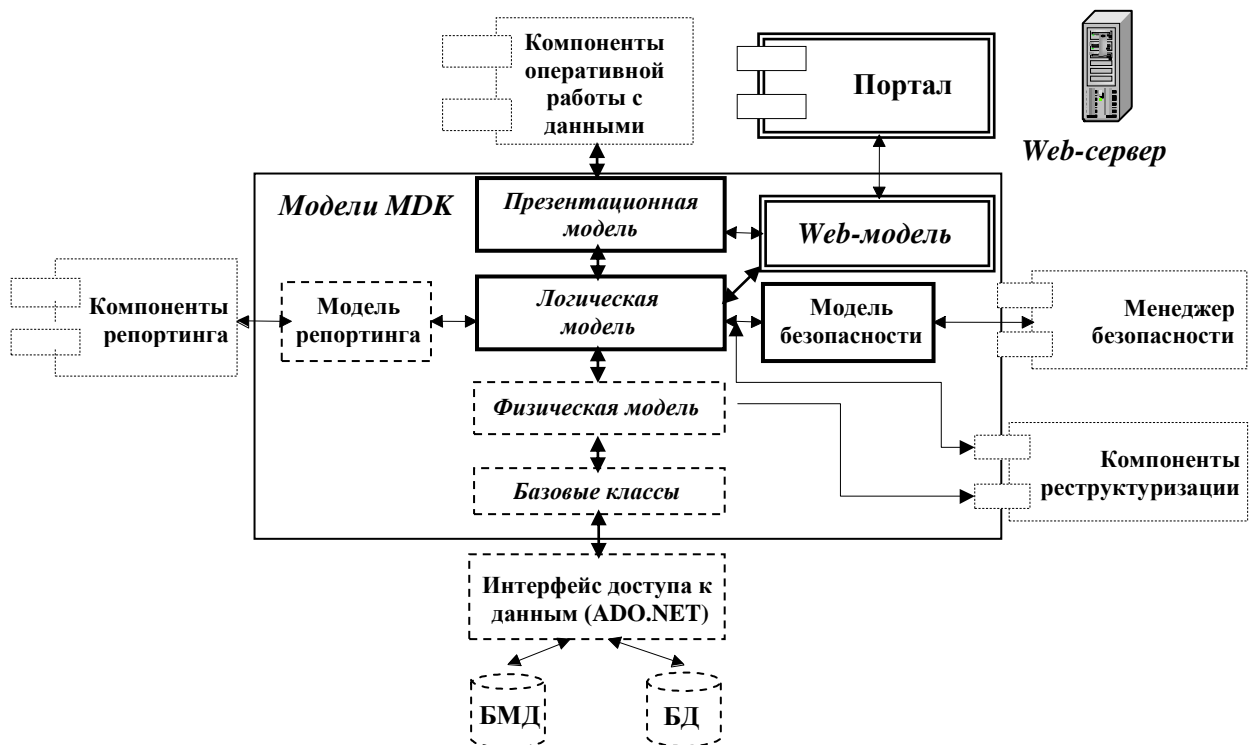 Компоненты
оперативной
работы с
данными
Портал
Web-сервер
Модели MDK
Презентационная
модель
Web-модель
Компоненты
репортинга
Модель
репортинга
Логическая
модель
Модель
безопасности
Менеджер
безопасности
Физическая модель
Компоненты
реструктуризации
Базовые классы
Интерфейс доступа к
данным (ADO.NET)
БМД
БД